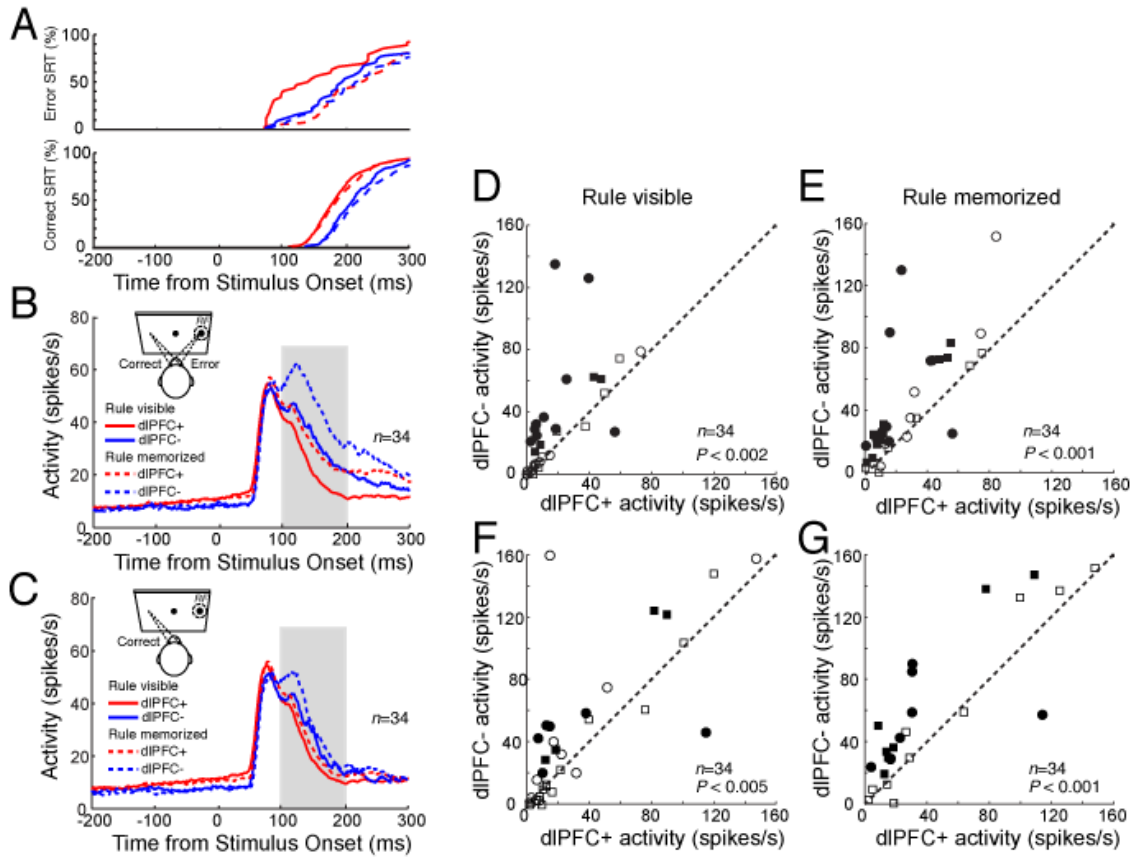 A
Error SRT (%)
100
50
0
Correct SRT (%)
100
50
0
-200 -100 0 100 200 300
Time from Stimulus Onset (ms)
B
Activity (spikes/s)
80
60
40
20
0
RF
Correct Error
Rule visible
dlPFC+
dlPFC-
Rule memorized
dlPFC+
dlPFC-
n=34
-200 -100 0 100 200 300
Time from Stimulus Onset (ms)
C
Activity (spikes/s)
80
60
40
20
0
RF
Correct
Rule visible
dlPFC+
dlPFC-
Rule memorized
dlPFC+
dlPFC-
n=34
-200 -100 0 100 200 300
Time from Stimulus Onset (ms)
D
Rule visible
dlPFC- activity (spikes/s)
160
120
80
40
0
n=34
P < 0.002
0 40 80 120 160
dlPFC+ activity (spikes/s)
E
Rule memorized
dlPFC- activity (spikes/s)
160
120
80
40
0
n=34
P < 0.001
0 40 80 120 160
dlPFC+ activity (spikes/s)
F
dlPFC- activity (spikes/s)
160
120
80
40
0
n=34
P < 0.005
0 40 80 120 160
dlPFC+ activity (spikes/s)
G
dlPFC- activity (spikes/s)
160
120
80
40
0
n=34
P < 0.001
0 40 80 120 160
dlPFC+ activity (spikes/s)